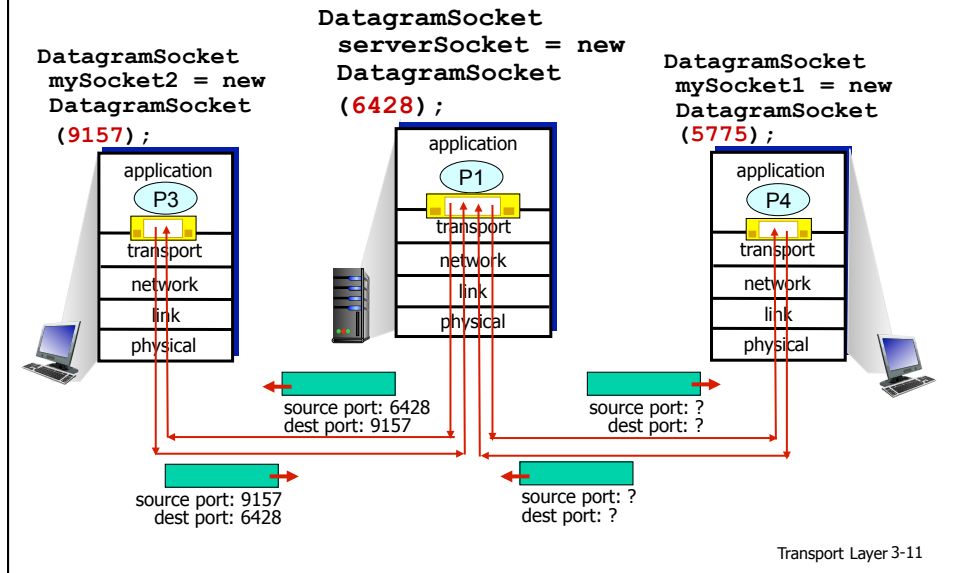 DatagramSocket
serverSocket = new
DatagramSocket
(6428);
DatagramSocket
mySocket2 = new
DatagramSocket
(9157);
DatagramSocket
mySocket1 = new
DatagramSocket
(5775);
application
P3
transport
network
link
physical
application
P1
transport
network
link
physical
application
P4
transport
network
link
physical
source port: 6428
dest port: 9157
source port: ?
dest port: ?
source port: 9157
dest port: 6428
source port: ?
dest port: ?
Transport Layer 3-11